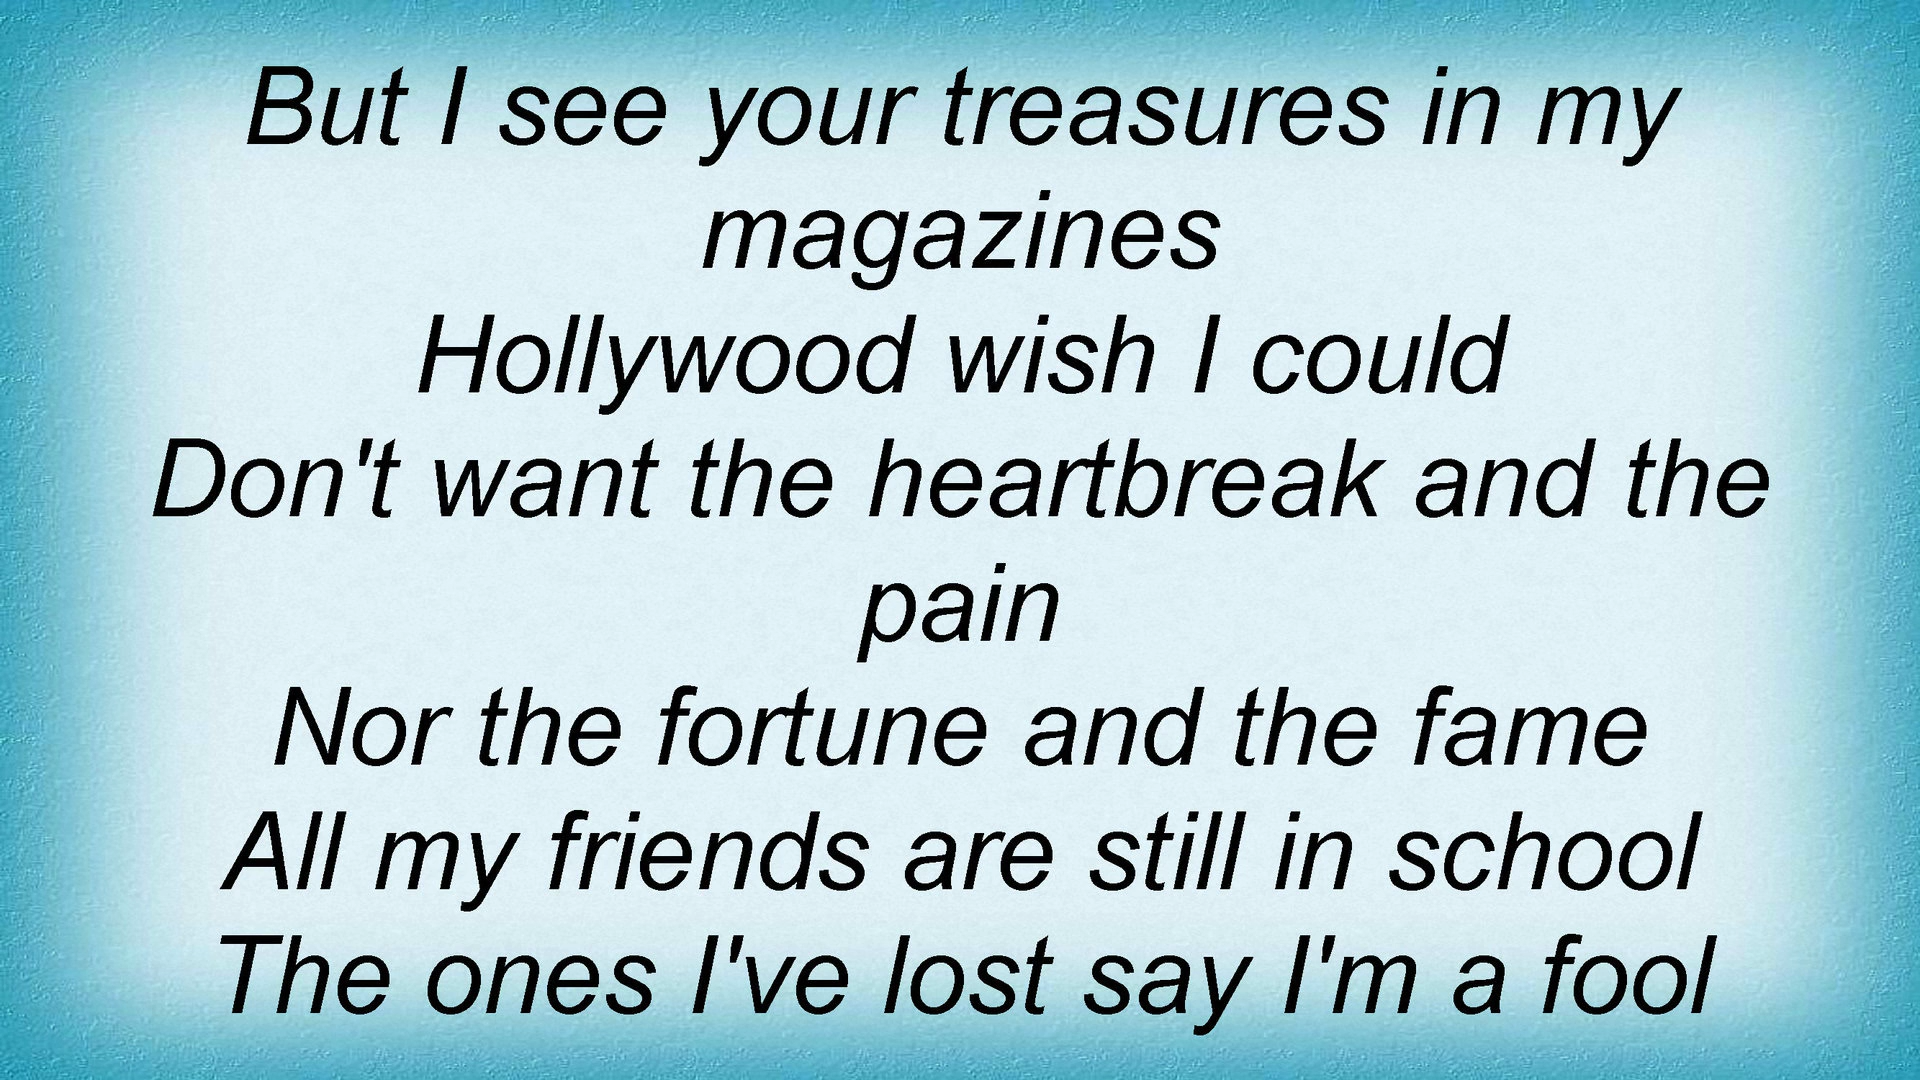 But I see your treasures in my
magazines
Hollywood wish I could
Don't want the heartbreak and the
pain
Nor the fortune and the fame
All my friends are still in school
The ones I've lost say I'm a fool